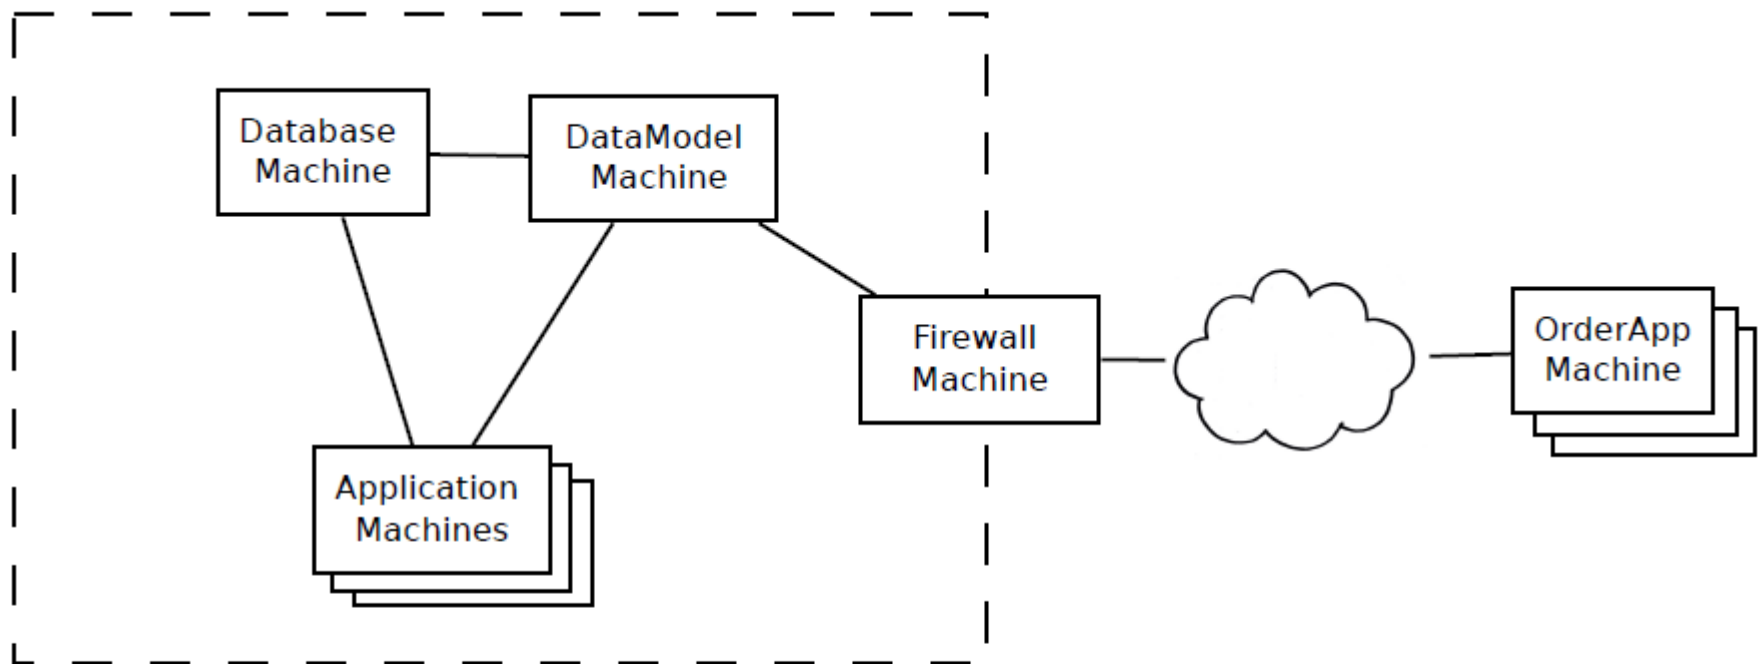 Database
Machine
DataModel
Machine
Firewall
Machine
OrderApp
Machine
Application
Machines